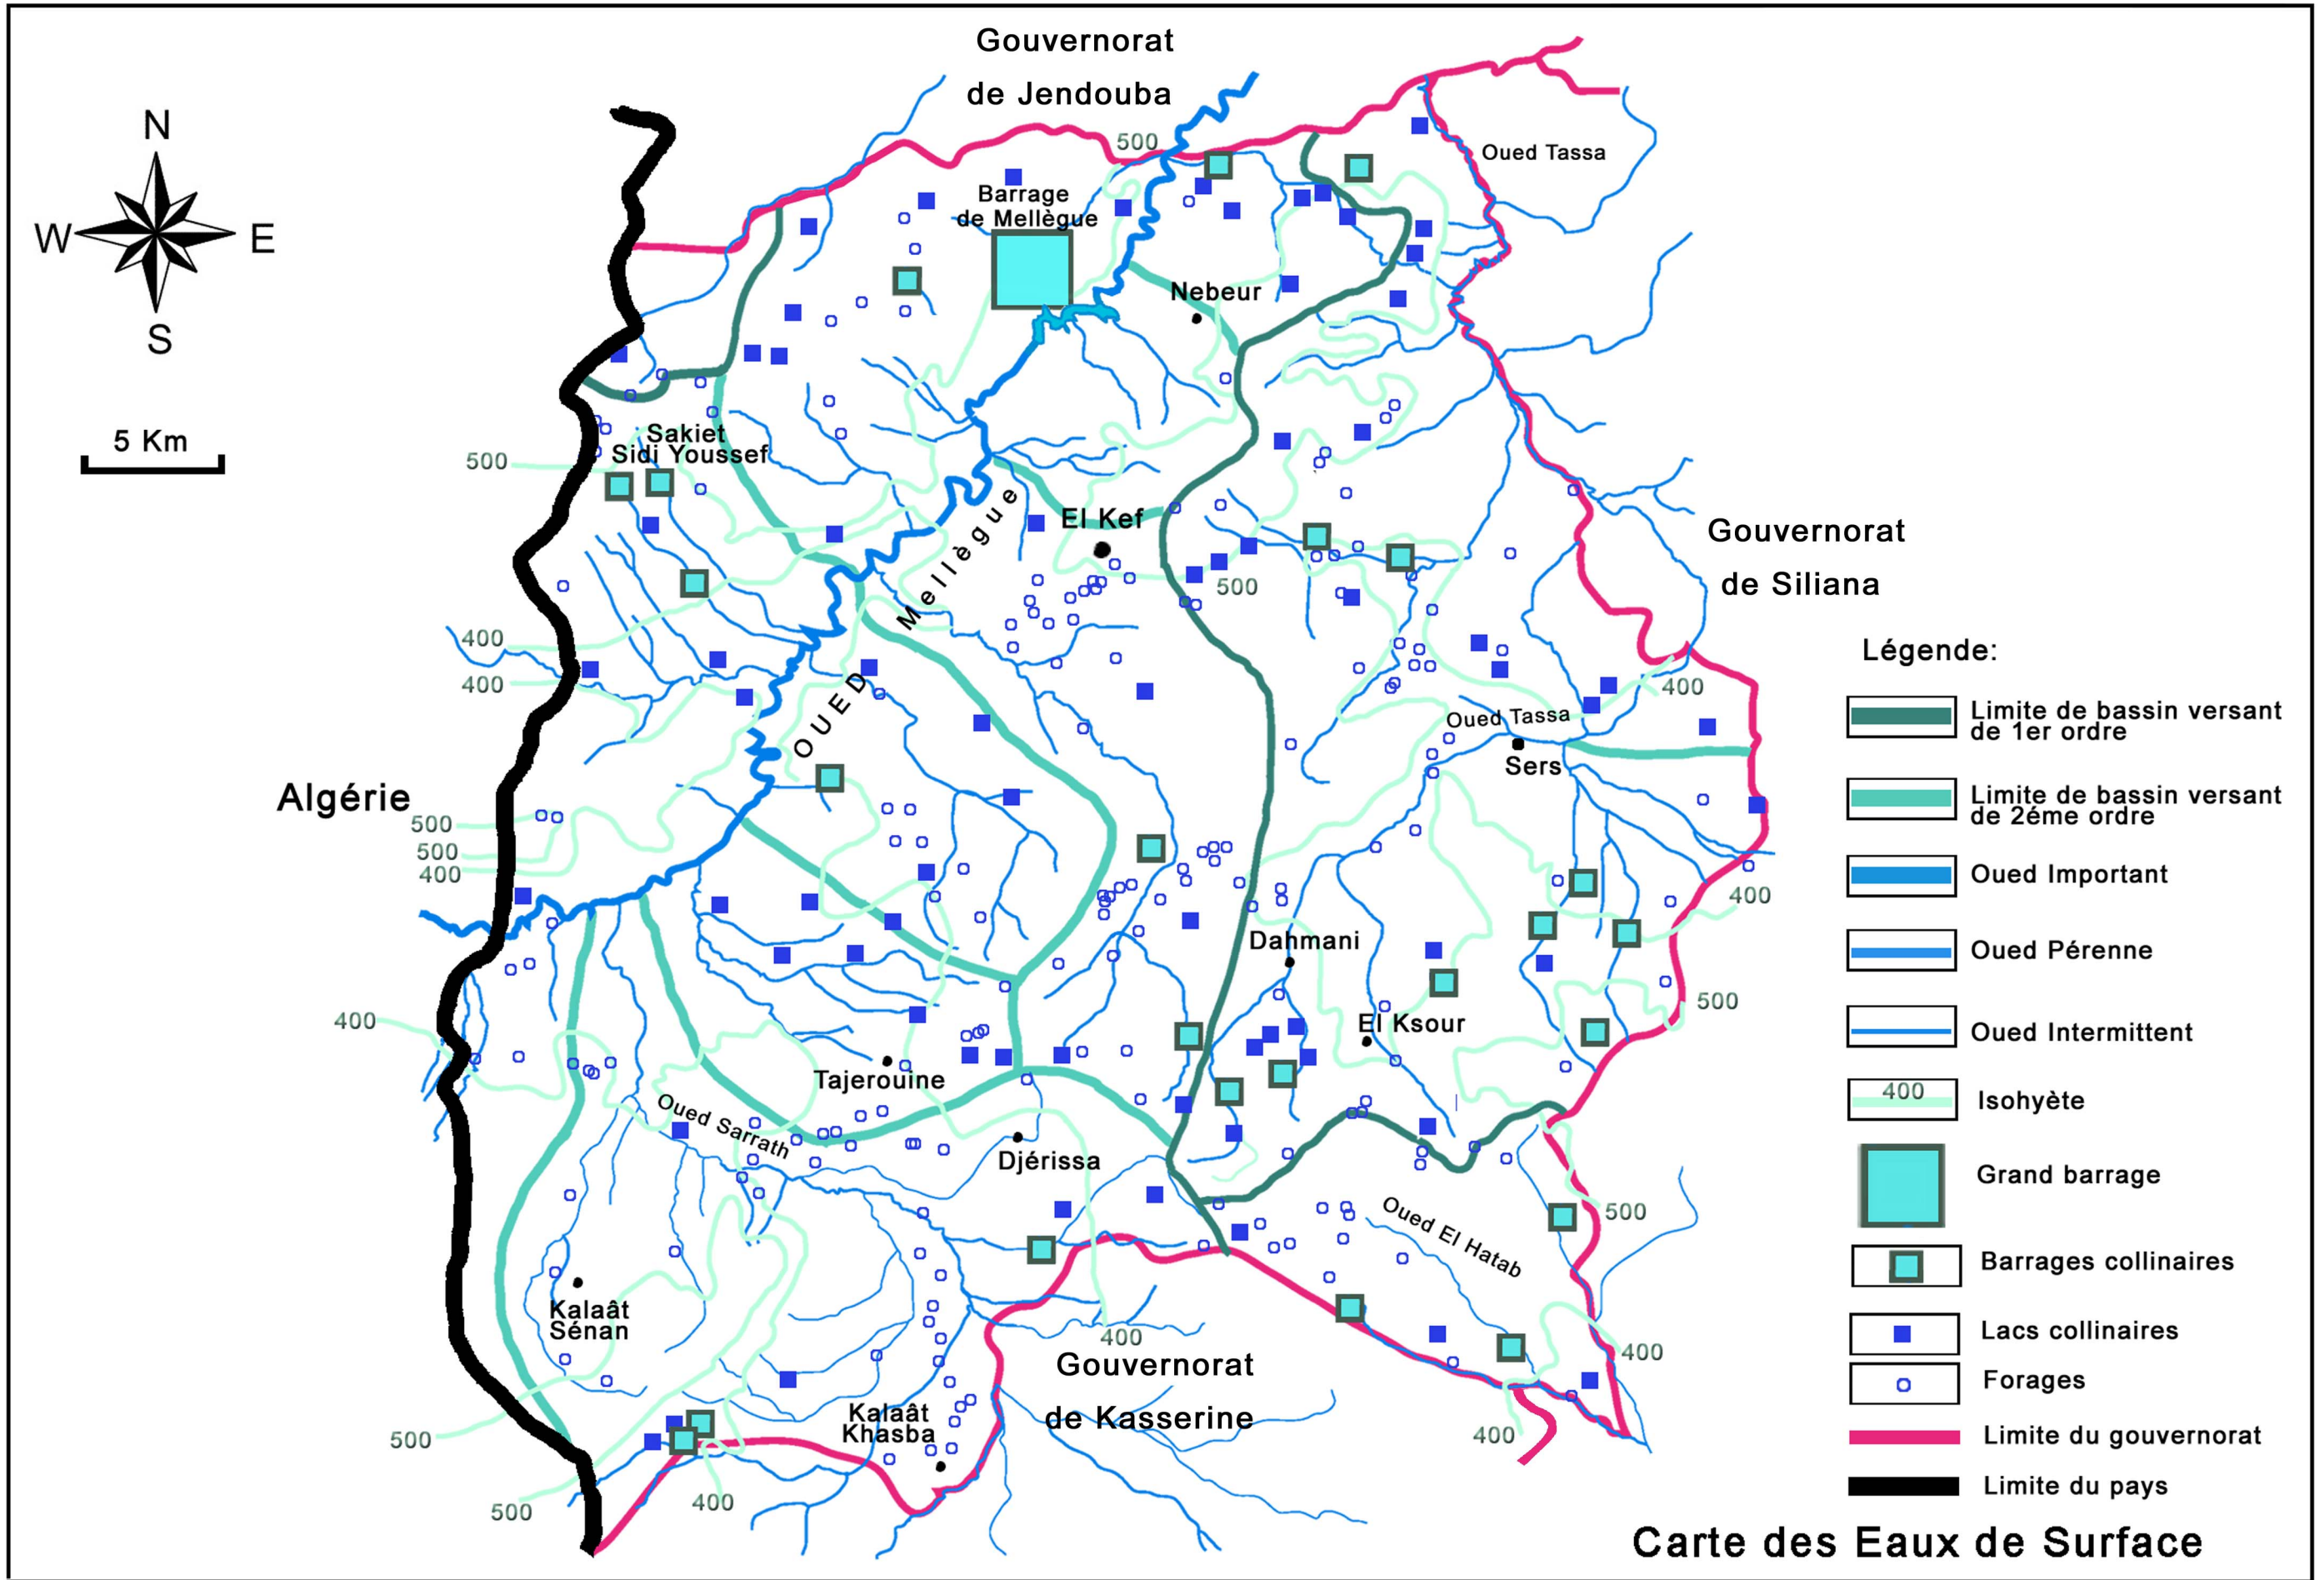 Gouvernorat
de Jendouba
N
W
E
S
500
Oued Tassa
Barrage
de Mellègue
Nebeur
5 Km
Sakiet
Sidi Youssef
500
El Kef
Mellègue
Gouvernorat
de Siliana
500
400
400
OUED
400
Oued Tassa
Sers
Algérie
500
500
400
400
Dahmani
500
400
El Ksour
Tajerouine
Oued Sarrath
Djérissa
Oued El Hatab
500
Kalaât
Sénan
400
400
Gouvernorat
de Kasserine
Kalaât
Khasba
500
400
500
400
Légende:
Limite de bassin versant
de 1er ordre
Limite de bassin versant
de 2éme ordre
Oued Important
Oued Pérenne
Oued Intermittent
400
Isohyète
Grand barrage
Barrages collinaires
Lacs collinaires
Forages
Limite du gouvernorat
Limite du pays
Carte des Eaux de Surface